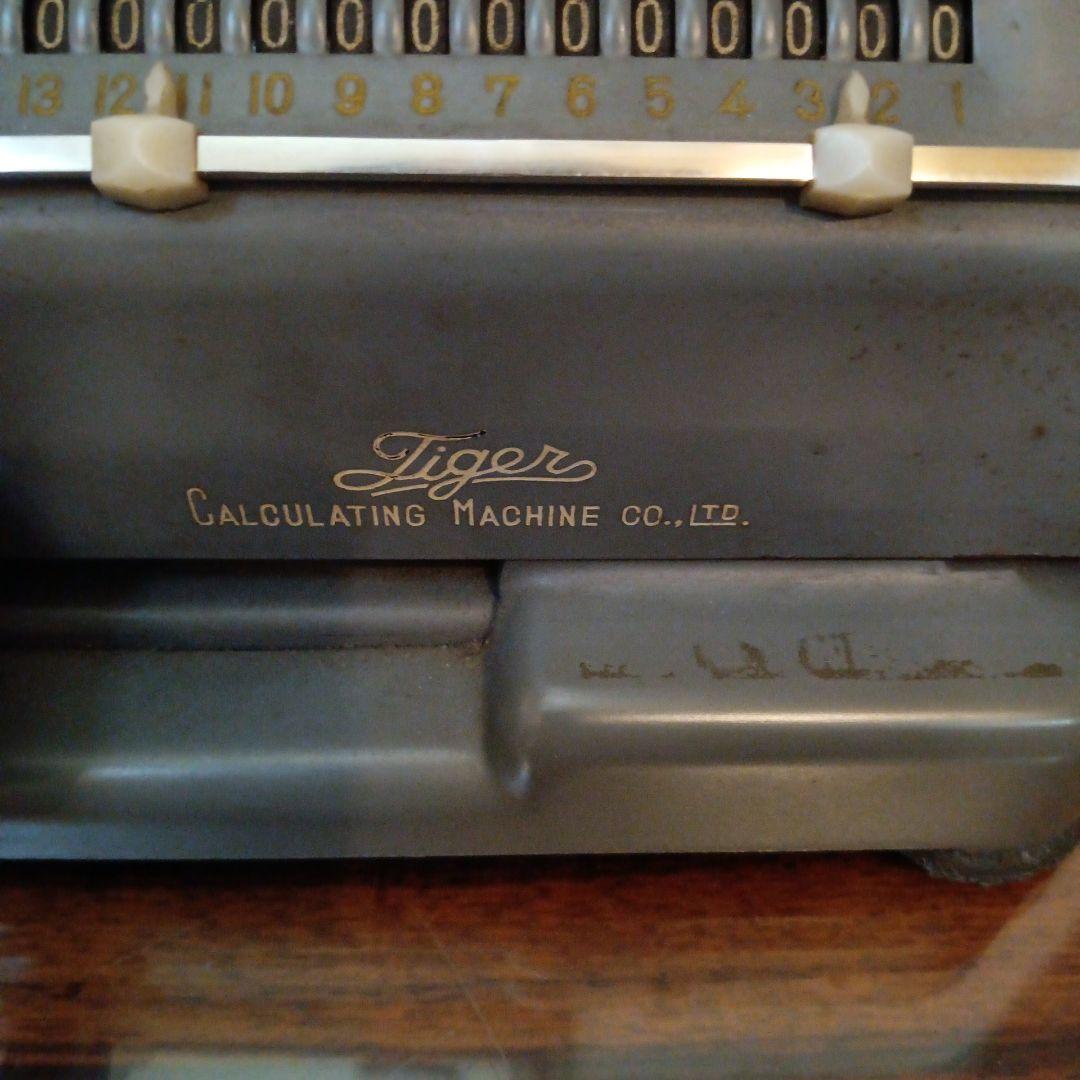 0 0 0 0 0 0 0 0 0 0 0 0 0
13 12 11 10 9 8 7 6 5 4 3 2 1
Tiger
CALCULATING MACHINE CO., LTD.